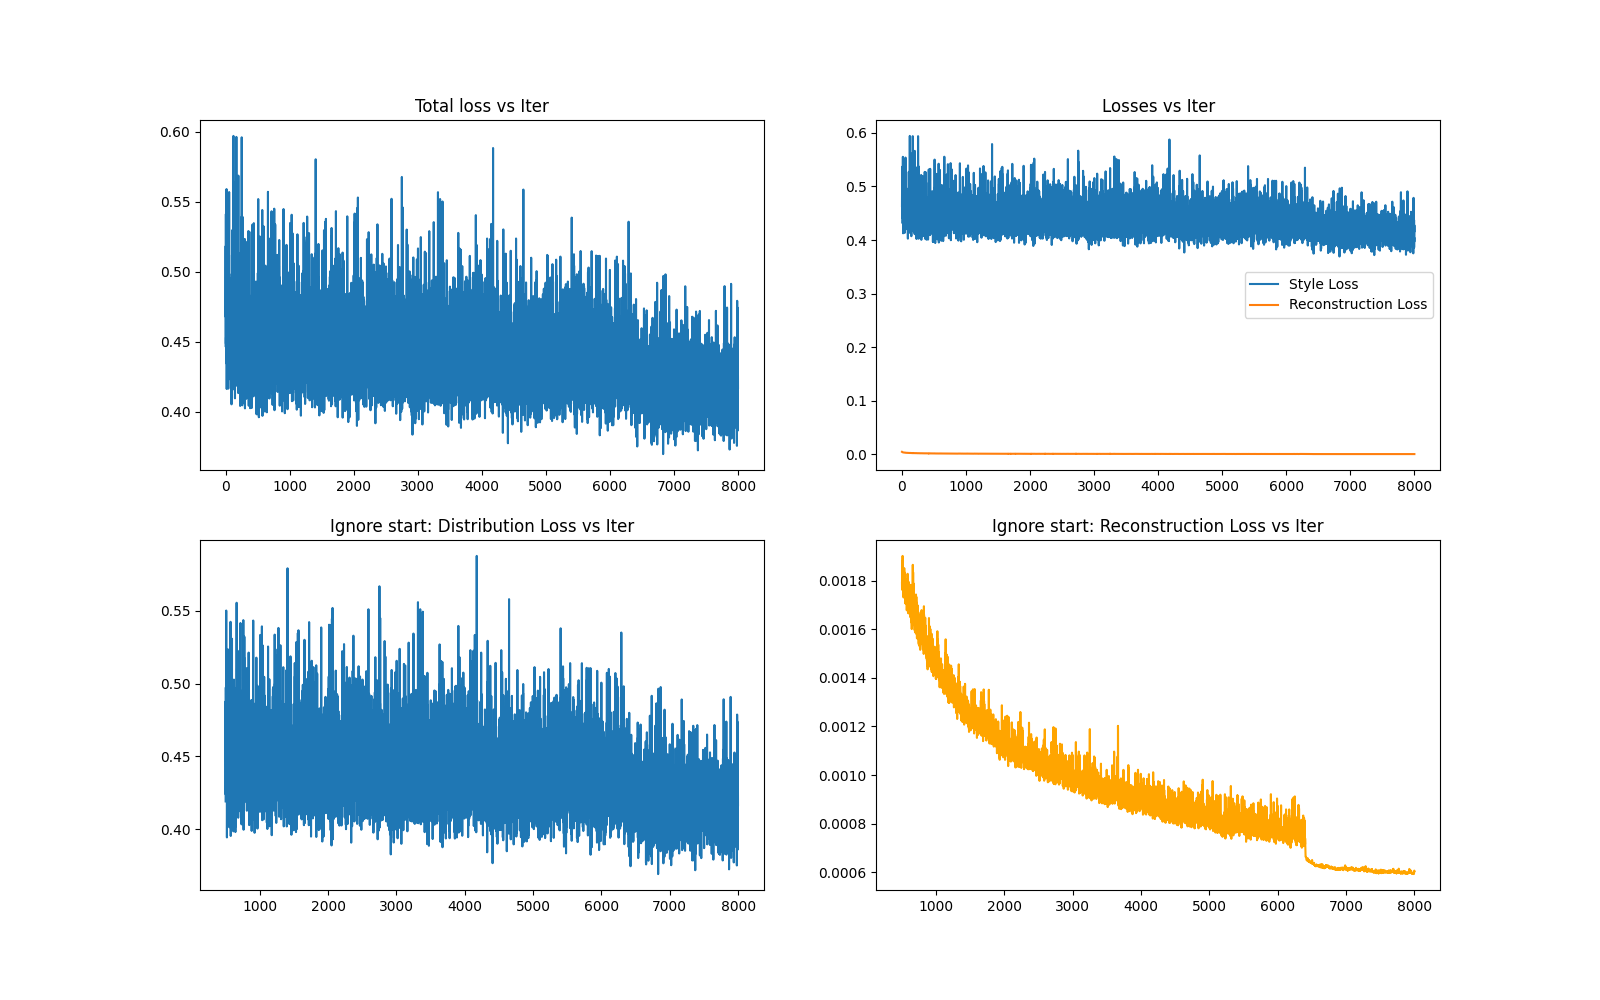 Total loss vs Iter
0.60
0.55
0.50
0.45
0.40
0 1000 2000 3000 4000 5000 6000 7000 8000
Losses vs Iter
0.6
0.5
0.4
0.3
0.2
0.1
0.0
Style Loss
Reconstruction Loss
0 1000 2000 3000 4000 5000 6000 7000 8000
Ignore start: Distribution Loss vs Iter
0.55
0.50
0.45
0.40
1000 2000 3000 4000 5000 6000 7000 8000
Ignore start: Reconstruction Loss vs Iter
0.0018
0.0016
0.0014
0.0012
0.0010
0.0008
0.0006
1000 2000 3000 4000 5000 6000 7000 8000